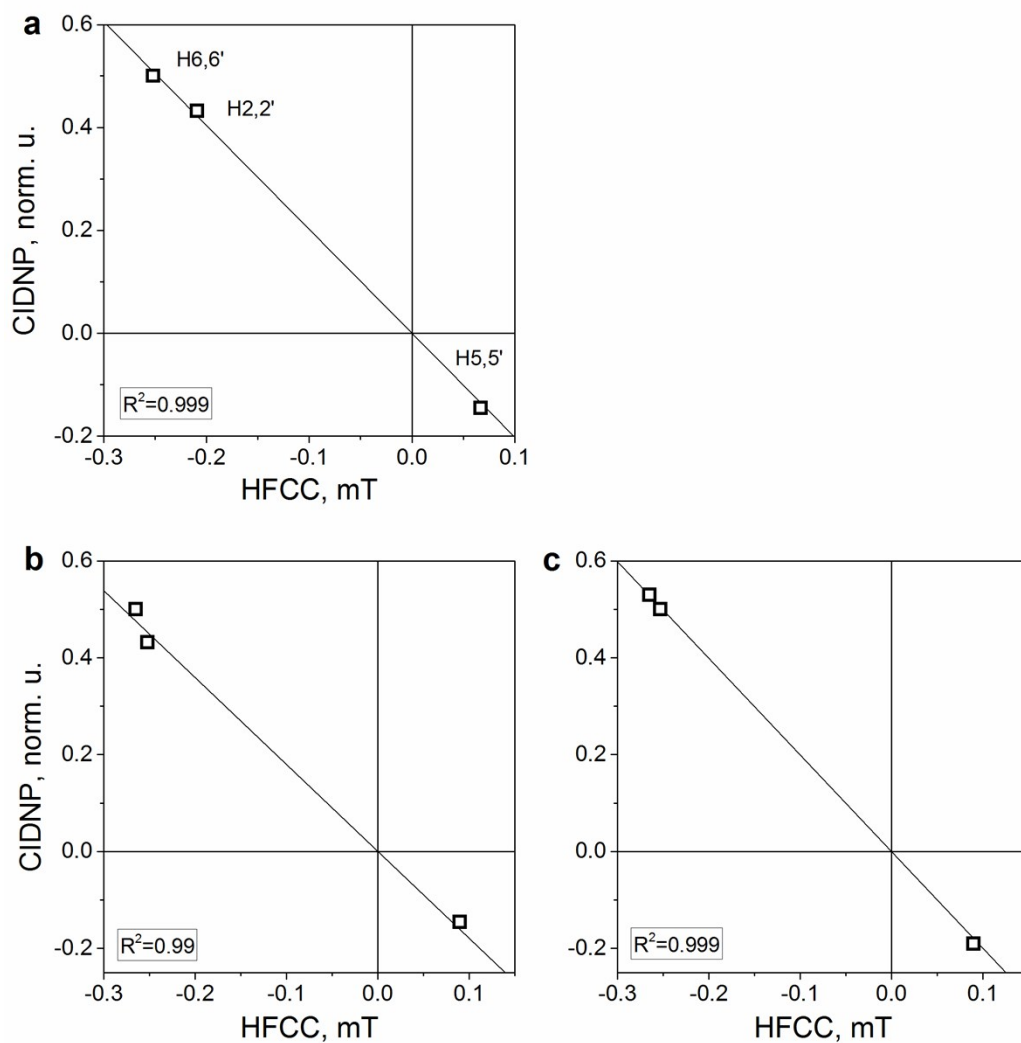 a
0.6
0.4
0.2
0.0
-0.2
CIDNP, norm. u.
H6,6'
H2,2'
H5,5'
R²=0.999
-0.3 -0.2 -0.1 0.0 0.1
HFCC, mT
b
0.6
0.4
0.2
0.0
-0.2
CIDNP, norm. u.
R²=0.99
-0.3 -0.2 -0.1 0.0 0.1
HFCC, mT
c
0.6
0.4
0.2
0.0
-0.2
R²=0.999
-0.3 -0.2 -0.1 0.0 0.1
HFCC, mT